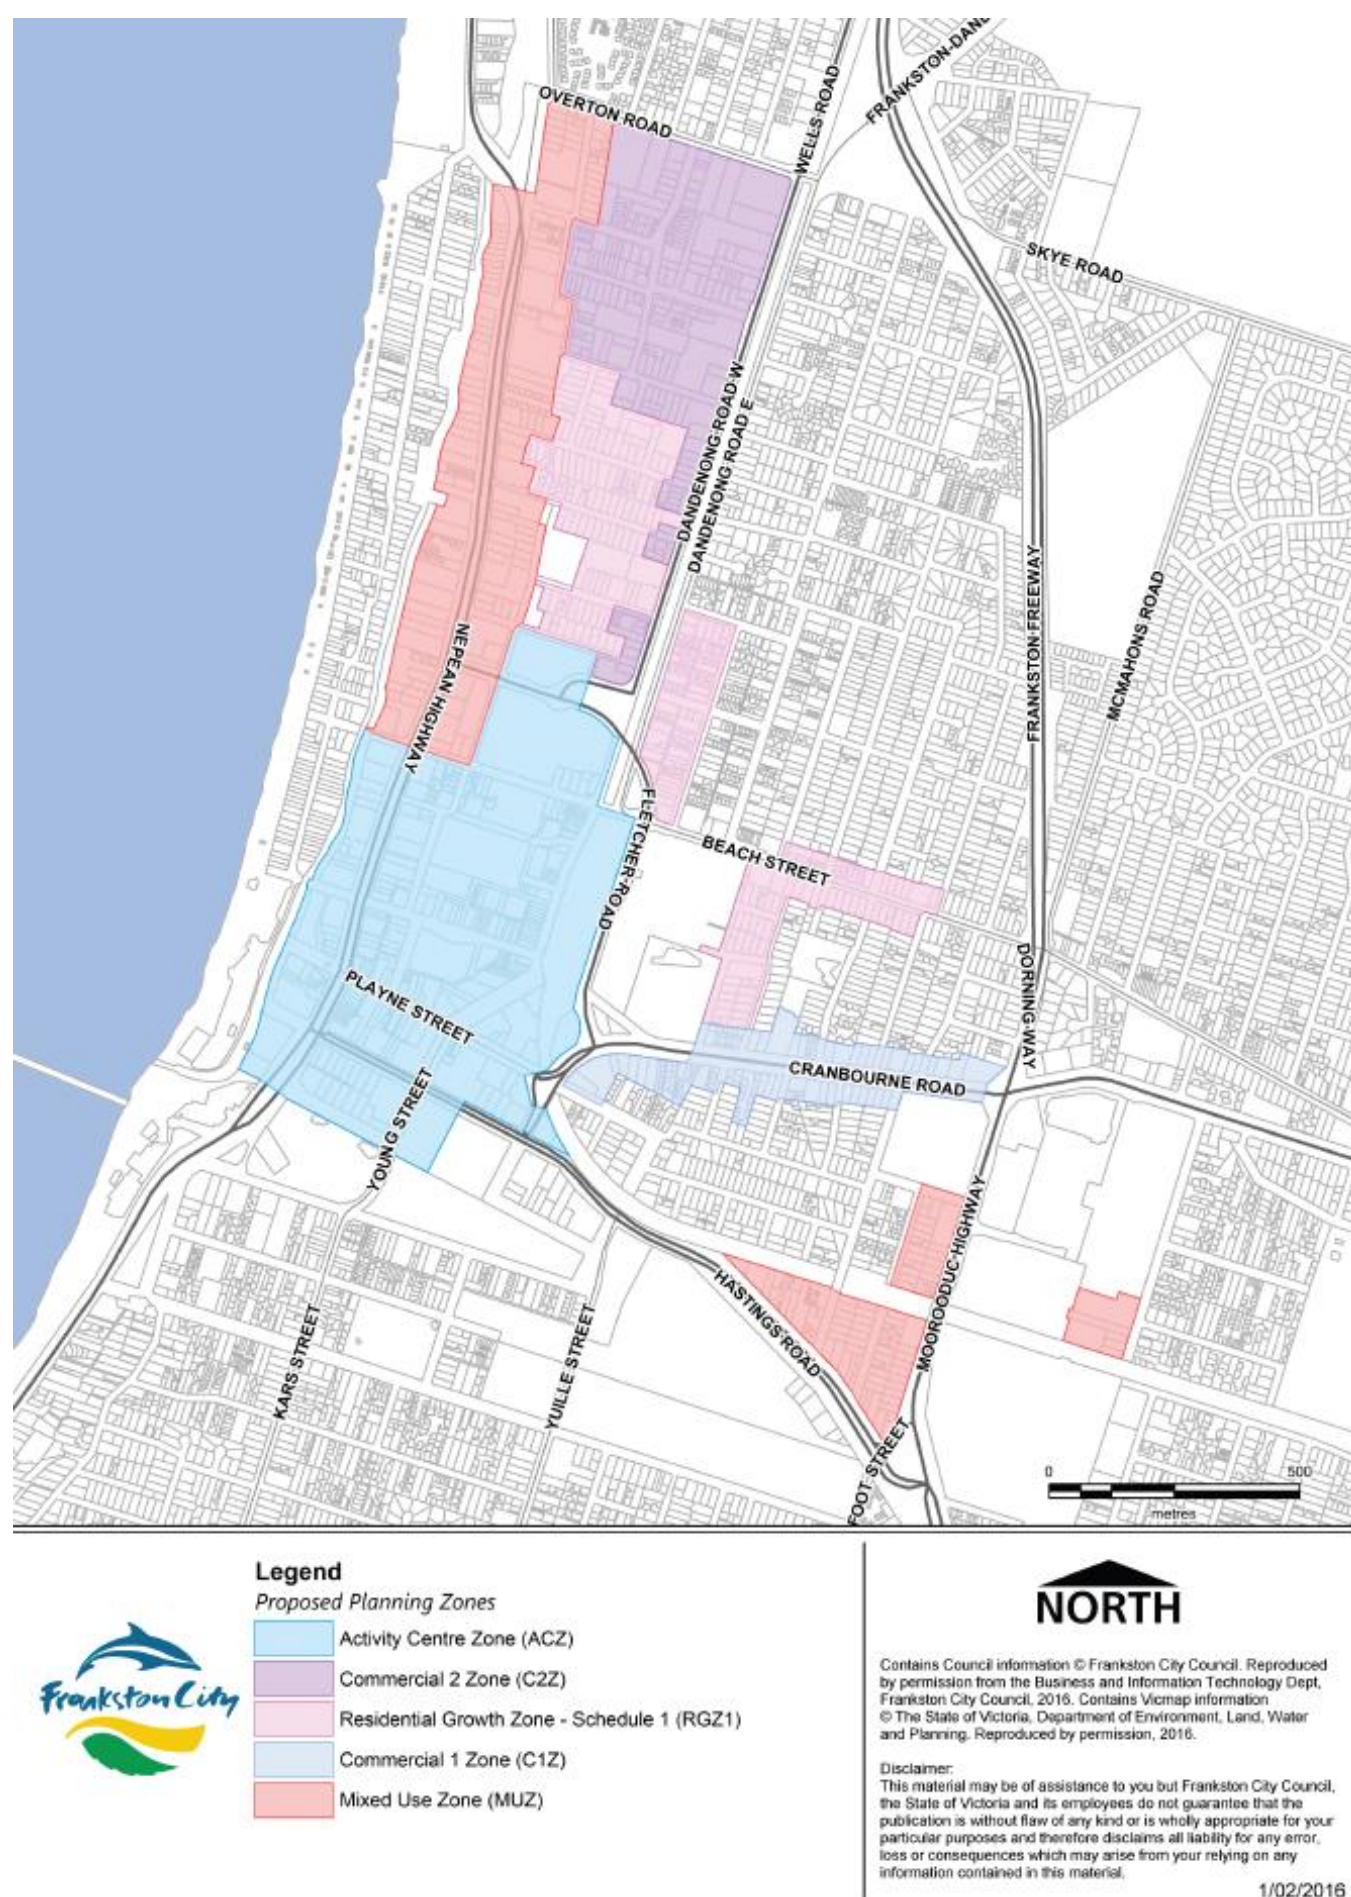 OVERTON ROAD
WELLS ROAD
FRANKSTON-DAND
SKYE ROAD
DANDENONG ROAD W
DANDENONG ROAD E
FRANKSTON FREEWAY
MCMAHONS ROAD
NEPEAN HIGHWAY
FLETCHER ROAD
BEACH STREET
DORNING WAY
PLAYNE STREET
CRANBOURNE ROAD
YOUNG STREET
MOOROODUC HIGHWAY
HASTINGS ROAD
KARS STREET
YUILLE STREET
FOOT STREET
0 500
metres
Legend
Proposed Planning Zones
Activity Centre Zone (ACZ)
Commercial 2 Zone (C2Z)
Residential Growth Zone - Schedule 1 (RGZ1)
Commercial 1 Zone (C1Z)
Mixed Use Zone (MUZ)
Frankston City
NORTH
Contains Council information © Frankston City Council. Reproduced
by permission from the Business and Information Technology Dept,
Frankston City Council, 2016. Contains Vicmap information
© The State of Victoria, Department of Environment, Land, Water
and Planning. Reproduced by permission, 2016.
Disclaimer:
This material may be of assistance to you but Frankston City Council,
the State of Victoria and its employees do not guarantee that the
publication is without flaw of any kind or is wholly appropriate for your
particular purposes and therefore disclaims all liability for any error,
loss or consequences which may arise from your relying on any
information contained in this material.
1/02/2016